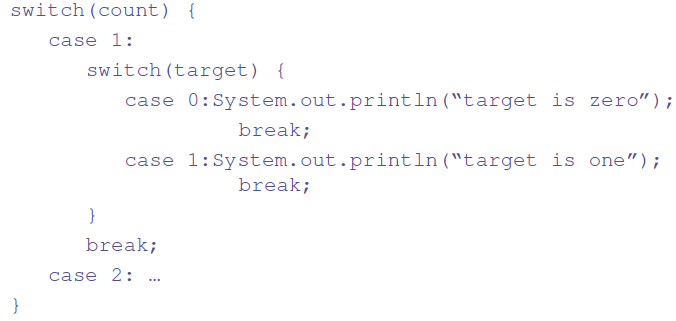 switch(count) {
case 1:
switch(target) {
case 0:System.out.println(“target is zero”);
break;
case 1:System.out.println(“target is one”);
break;
}
break;
case 2: …
}